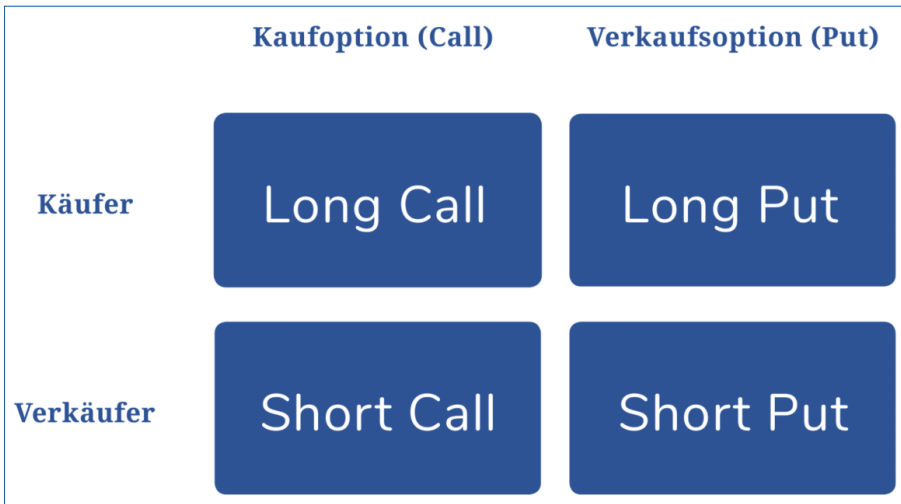 Kaufoption (Call) Verkaufsoption (Put)
Käufer Long Call Long Put
Verkäufer Short Call Short Put